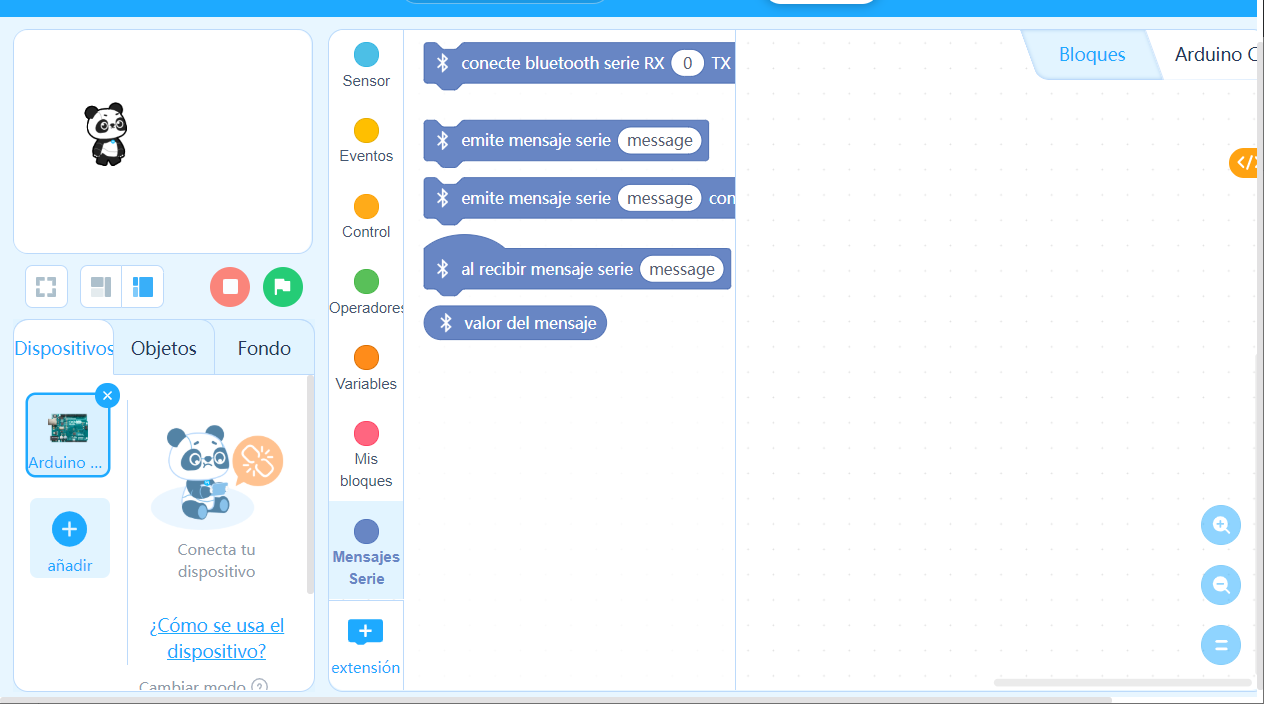 Dispositivos
Objetos
Fondo
Arduino ...
añadir
Conecta tu
dispositivo
¿Cómo se usa el
dispositivo?
Cambiar modo ?
Sensor
Eventos
Control
Operadores
Variables
Mis
bloques
Mensajes
Serie
extensión
conecte bluetooth serie RX 0 TX
emite mensaje serie message
emite mensaje serie message con
al recibir mensaje serie message
valor del mensaje
Bloques
Arduino C